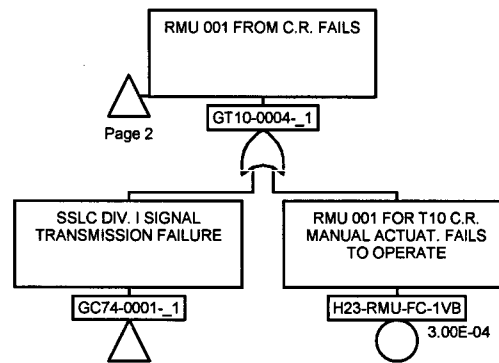 RMU 001 FROM C.R. FAILS
Page 2
GT10-0004-_1
SSLC DIV. I SIGNAL
TRANSMISSION FAILURE
GC74-0001-_1
RMU 001 FOR T10 C.R.
MANUAL ACTUAT. FAILS
TO OPERATE
H23-RMU-FC-1VB
3.00E-04